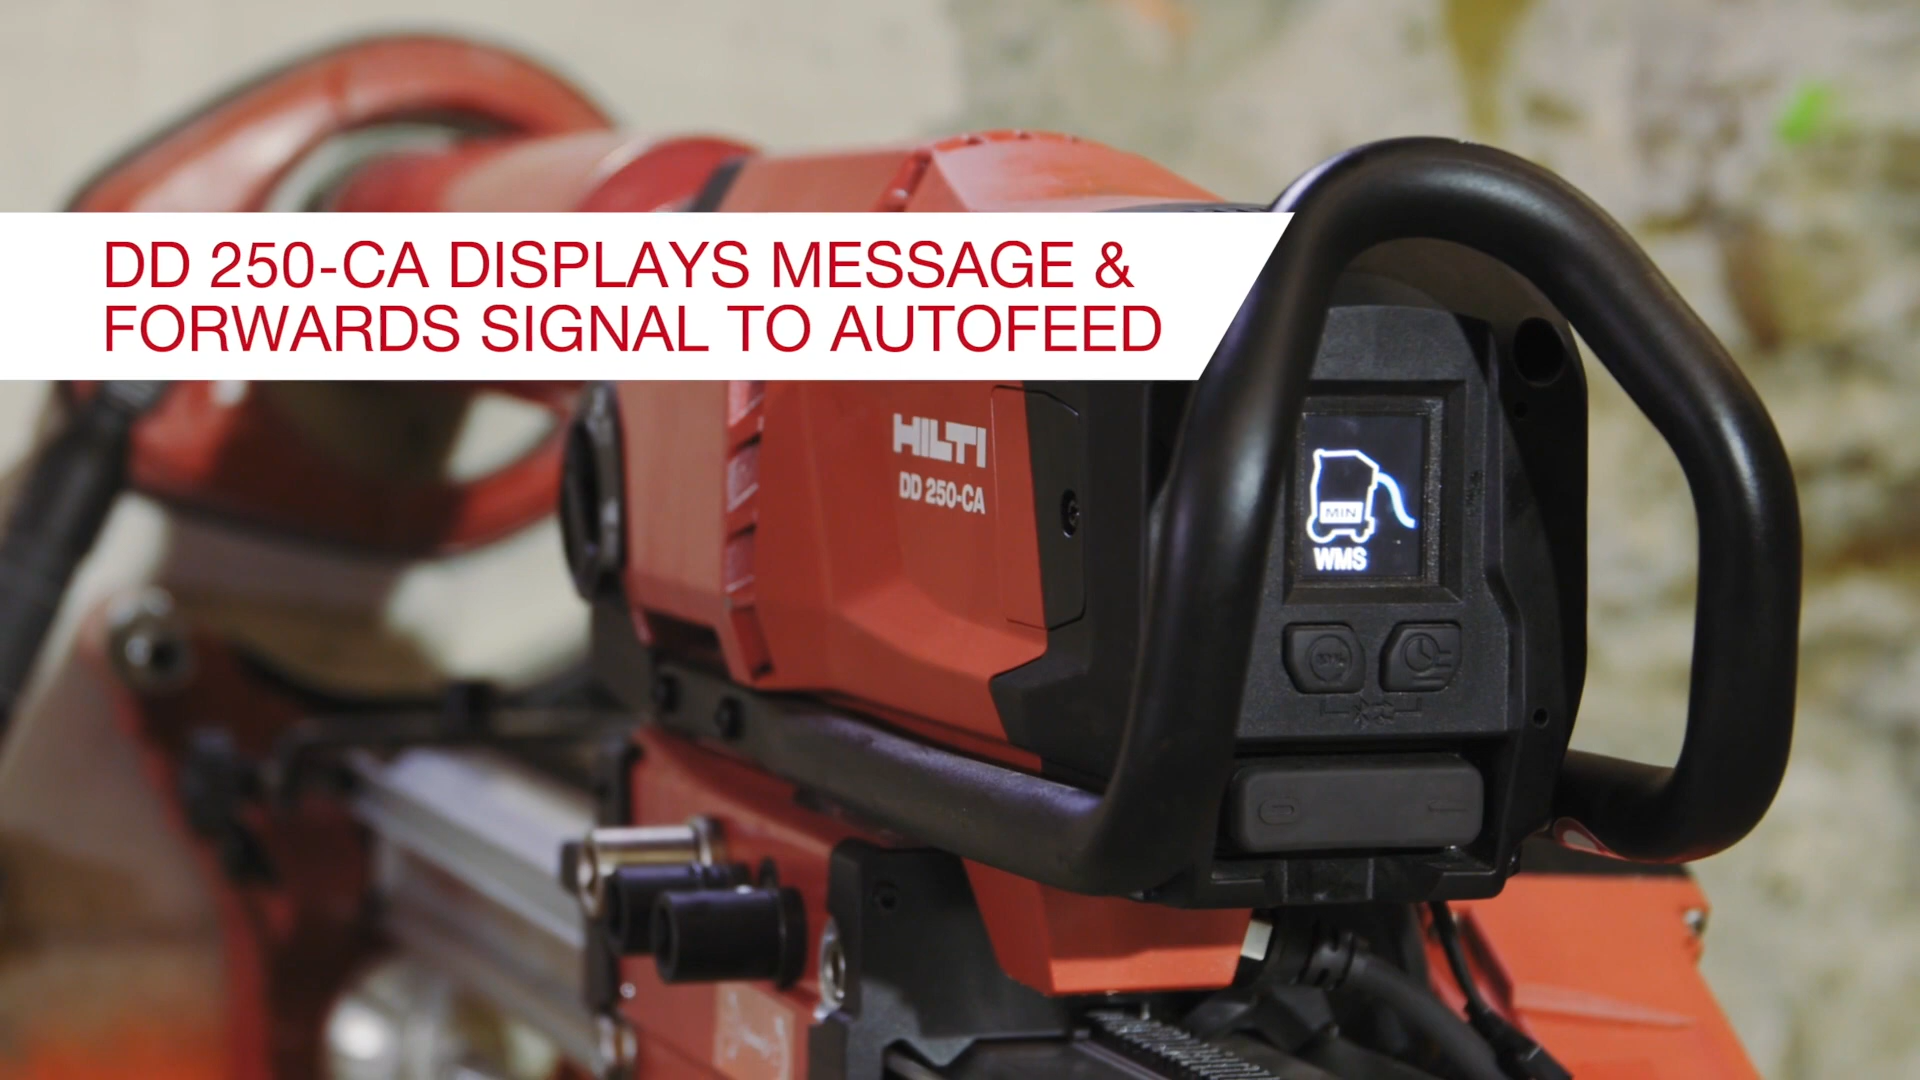 DD 250-CA DISPLAYS MESSAGE &
FORWARDS SIGNAL TO AUTOFEED
HILTI
DD 250-CA
MIN
WMS